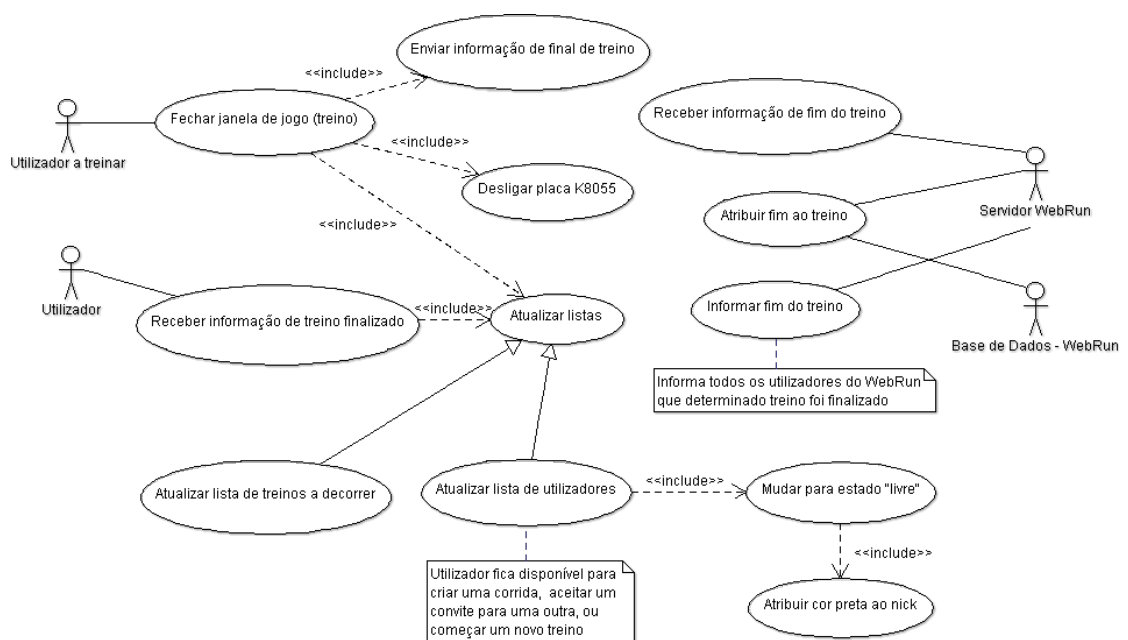 Enviar informação de final de treino
<<include>>
Fechar janela de jogo (treino)
Utilizador a treinar
<<include>>
Desligar placa K8055
<<include>>
Receber informação de fim do treino
Servidor WebRun
Atribuir fim ao treino
Utilizador
Receber informação de treino finalizado
<<include>>
Atualizar listas
Informar fim do treino
Base de Dados - WebRun
Informa todos os utilizadores do WebRun
que determinado treino foi finalizado
Atualizar lista de treinos a decorrer
Atualizar lista de utilizadores
<<include>>
Mudar para estado "livre"
<<include>>
Utilizador fica disponível para
criar uma corrida, aceitar um
convite para uma outra, ou
começar um novo treino
Atribuir cor preta ao nick